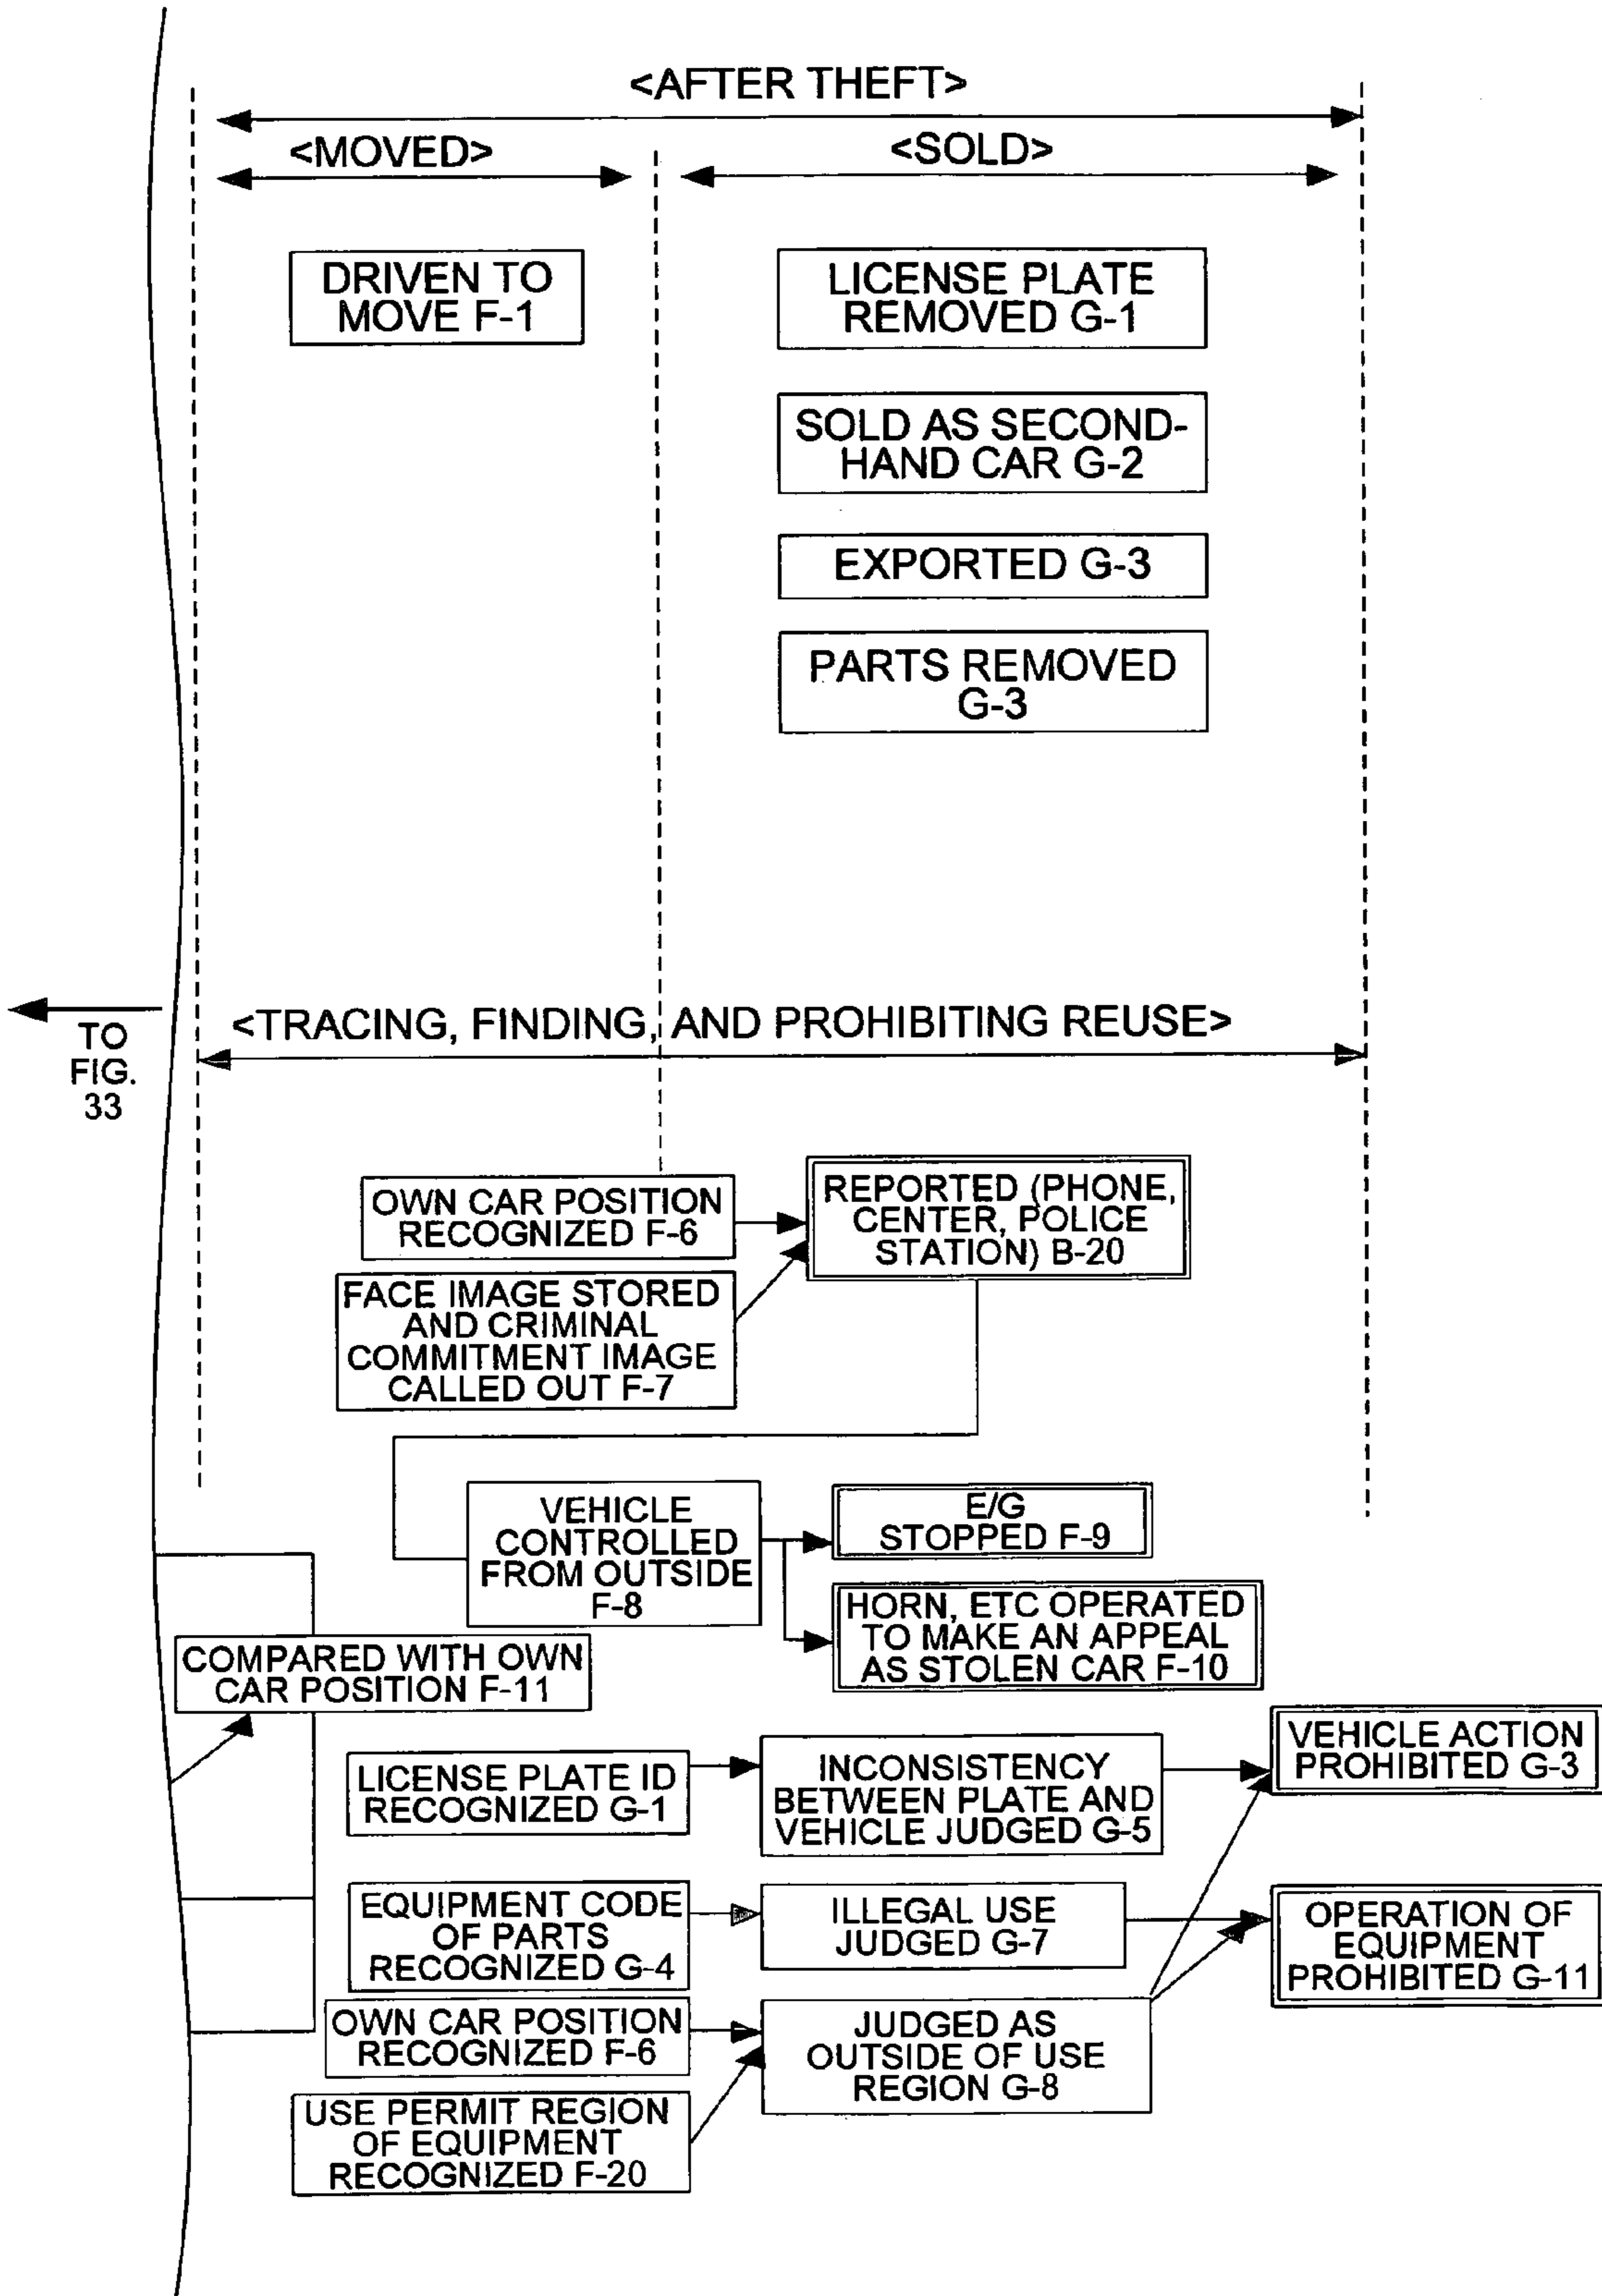 <AFTER THEFT>
<MOVED>
<SOLD>
DRIVEN TO
MOVE F-1
LICENSE PLATE
REMOVED G-1
SOLD AS SECOND-
HAND CAR G-2
EXPORTED G-3
PARTS REMOVED
G-3
TO
FIG.
33
<TRACING, FINDING, AND PROHIBITING REUSE>
OWN CAR POSITION
RECOGNIZED F-6
REPORTED (PHONE,
CENTER, POLICE
STATION) B-20
FACE IMAGE STORED
AND CRIMINAL
COMMITMENT IMAGE
CALLED OUT F-7
VEHICLE
CONTROLLED
FROM OUTSIDE
F-8
E/G
STOPPED F-9
HORN, ETC OPERATED
TO MAKE AN APPEAL
AS STOLEN CAR F-10
COMPARED WITH OWN
CAR POSITION F-11
LICENSE PLATE ID
RECOGNIZED G-1
INCONSISTENCY
BETWEEN PLATE AND
VEHICLE JUDGED G-5
VEHICLE ACTION
PROHIBITED G-3
EQUIPMENT CODE
OF PARTS
RECOGNIZED G-4
ILLEGAL USE
JUDGED G-7
OPERATION OF
EQUIPMENT
PROHIBITED G-11
OWN CAR POSITION
RECOGNIZED F-6
JUDGED AS
OUTSIDE OF USE
REGION G-8
USE PERMIT REGION
OF EQUIPMENT
RECOGNIZED F-20